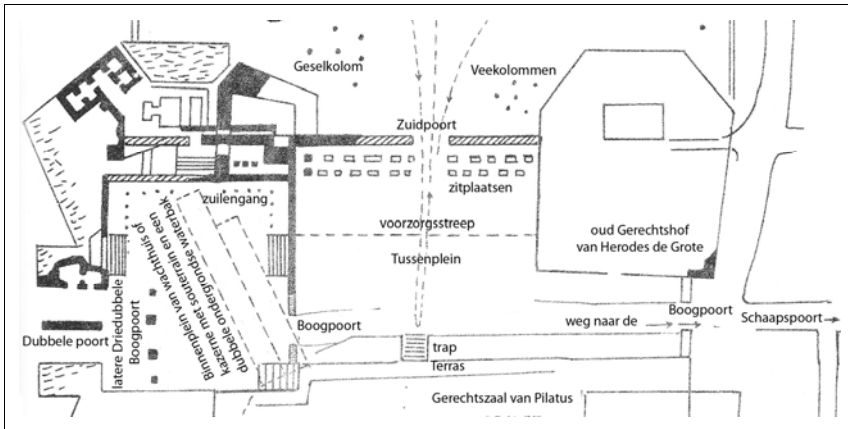 Geselkolom
Veekolommen
Zuidpoort
zitplaatsen
zuilengang
voorzorgsstreep
oud Gerechtshof
van Herodes de Grote
Tussenplein
Binnenplein van wachthuis of
kazerne met souterrain en een
dubbele ondergrondse waterbak
latere Driedubbele
Boogpoort
Dubbele poort
Boogpoort
weg naar de
Boogpoort
Schaapspoort
trap
Terras
Gerechtszaal van Pilatus